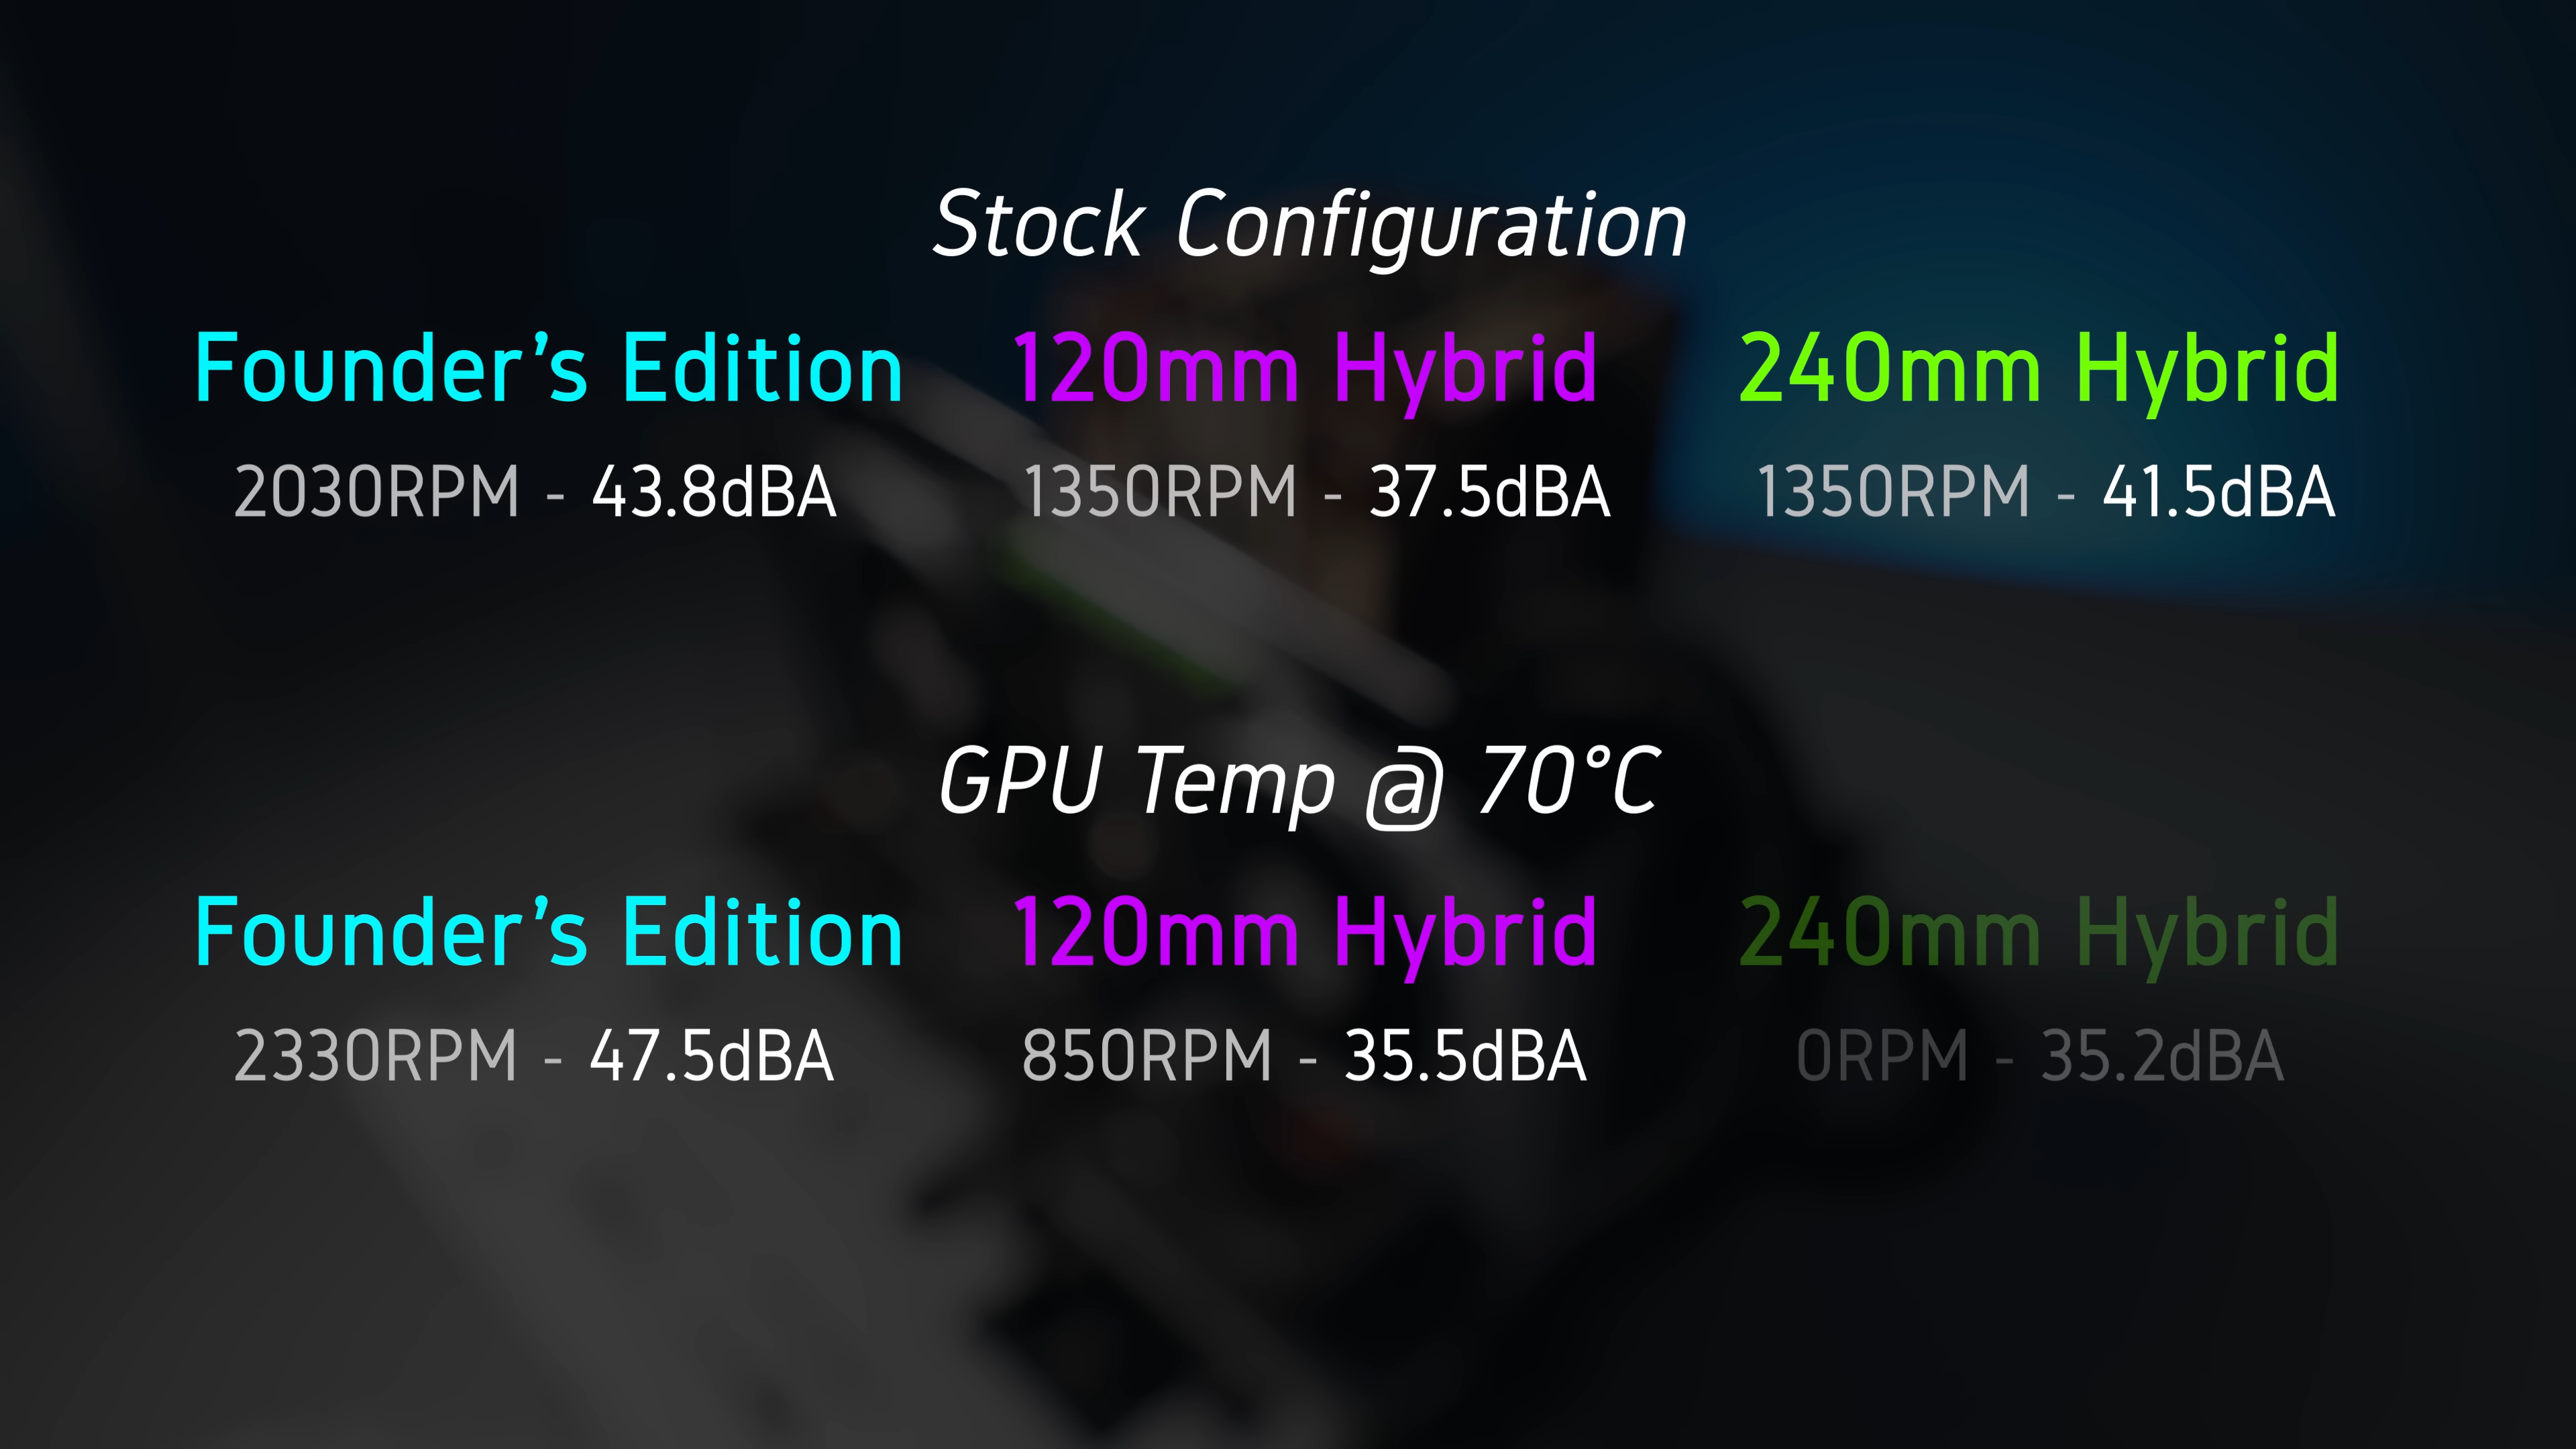 Stock Configuration
Founder’s Edition 120mm Hybrid 240mm Hybrid
2030RPM - 43.8dBA 1350RPM - 37.5dBA 1350RPM - 41.5dBA
GPU Temp @ 70°C
Founder’s Edition 120mm Hybrid 240mm Hybrid
2330RPM - 47.5dBA 850RPM - 35.5dBA 0RPM - 35.2dBA